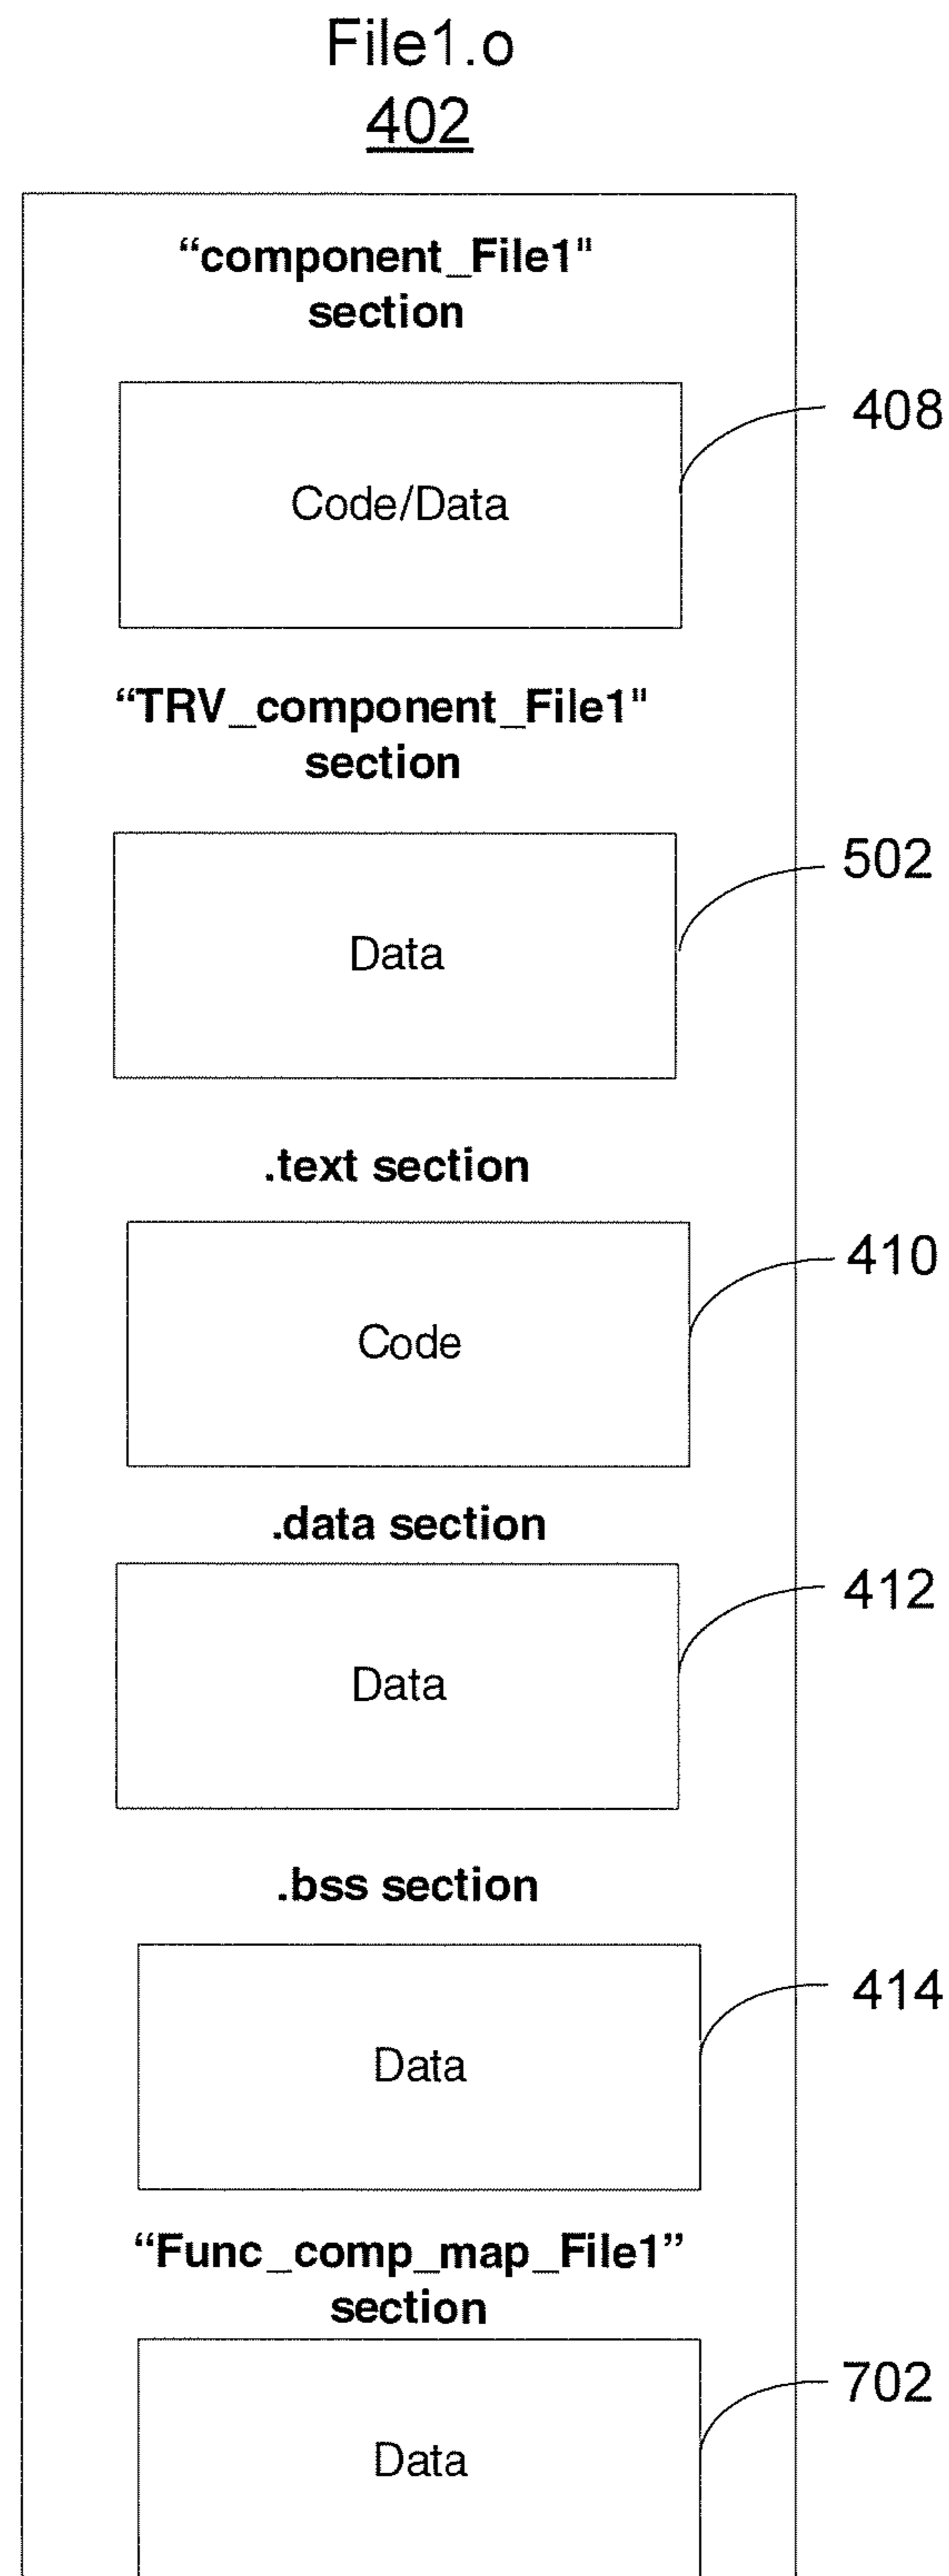 File1.o
402
“component_File1"
section
408
Code/Data
“TRV_component_File1"
section
502
Data
.text section
410
Code
.data section
412
Data
.bss section
414
Data
“Func_comp_map_File1”
section
702
Data